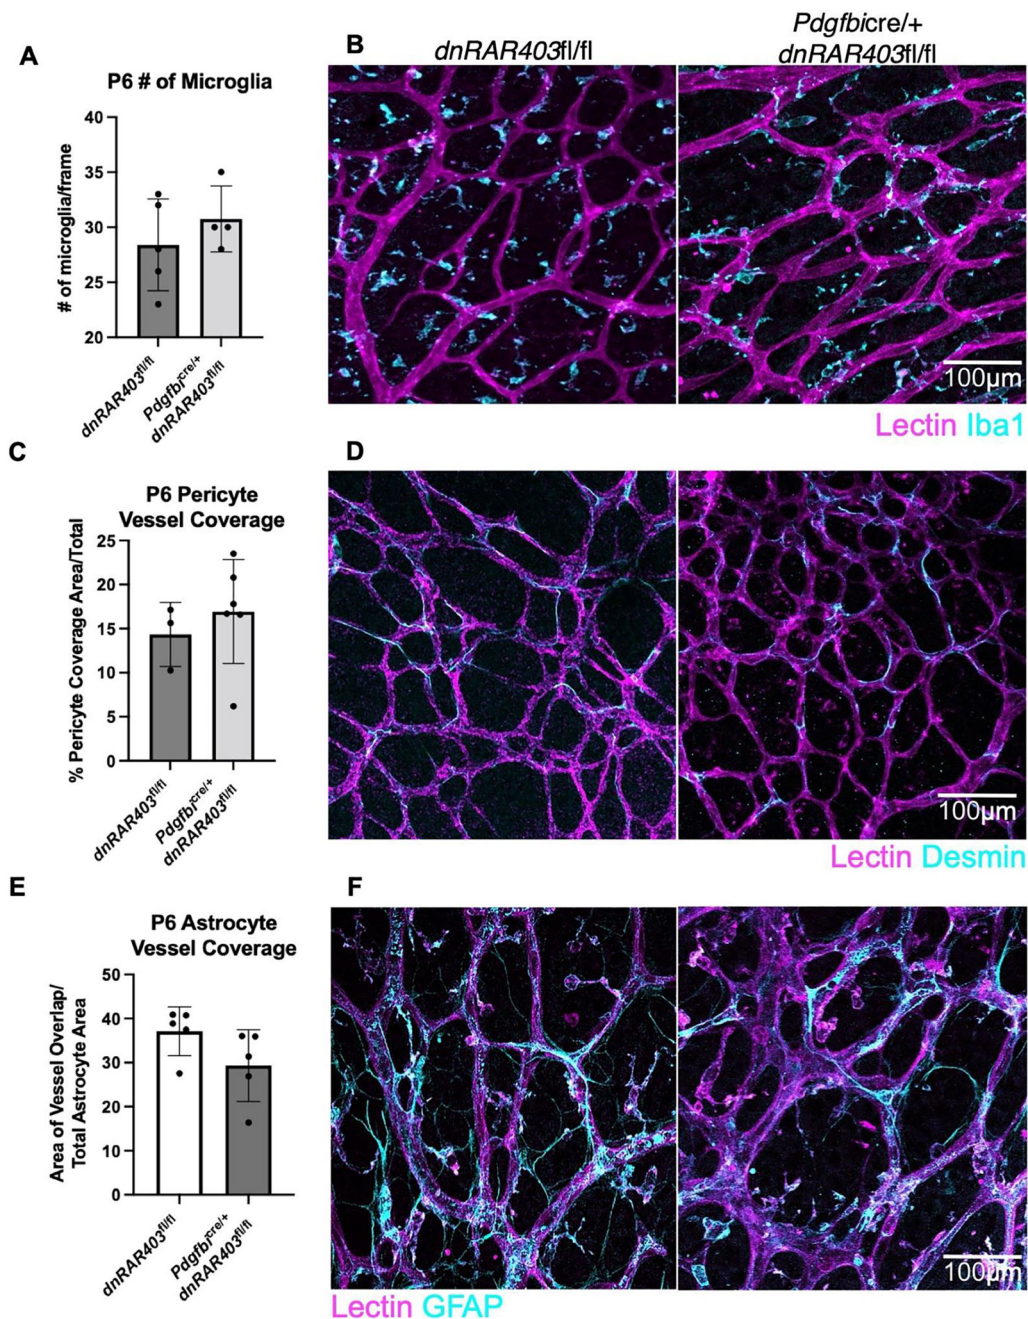 A
P6 # of Microglia
# of microglia/frame
40
35
30
25
20
dnRAR403fl/fl
Pdgfbicre/+
dnRAR403fl/fl
B
dnRAR403fl/fl
Pdgfbicre/+
dnRAR403fl/fl
100µm
Lectin Iba1
C
P6 Pericyte
Vessel Coverage
% Pericyte Coverage Area/Total
25
20
15
10
5
0
dnRAR403fl/fl
Pdgfbicre/+
dnRAR403fl/fl
D
100µm
Lectin Desmin
E
P6 Astrocyte
Vessel Coverage
Area of Vessel Overlap/
Total Astrocyte Area
50
40
30
20
10
0
dnRAR403fl/fl
Pdgfbicre/+
dnRAR403fl/fl
F
100µm
Lectin GFAP